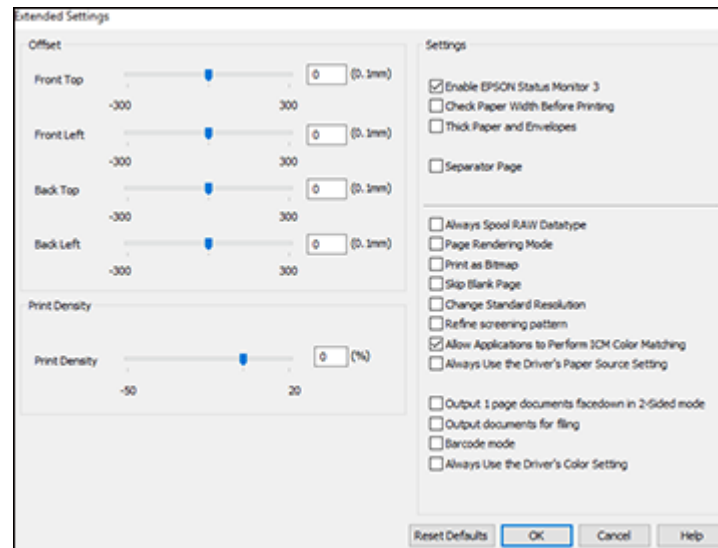 Extended Settings
Offset
Front Top
0
(0.1mm)
-300
300
Front Left
0
(0.1mm)
-300
300
Back Top
0
(0.1mm)
-300
300
Back Left
0
(0.1mm)
-300
300
Print Density
Print Density
0
(%)
-50
20
Settings
Enable EPSON Status Monitor 3
Check Paper Width Before Printing
Thick Paper and Envelopes
Separator Page
Always Spool RAW Datatype
Page Rendering Mode
Print as Bitmap
Skip Blank Page
Change Standard Resolution
Refine screening pattern
Allow Applications to Perform ICM Color Matching
Always Use the Driver's Paper Source Setting
Output 1 page documents facedown in 2-Sided mode
Output documents for filing
Barcode mode
Always Use the Driver's Color Setting
Reset Defaults
OK
Cancel
Help